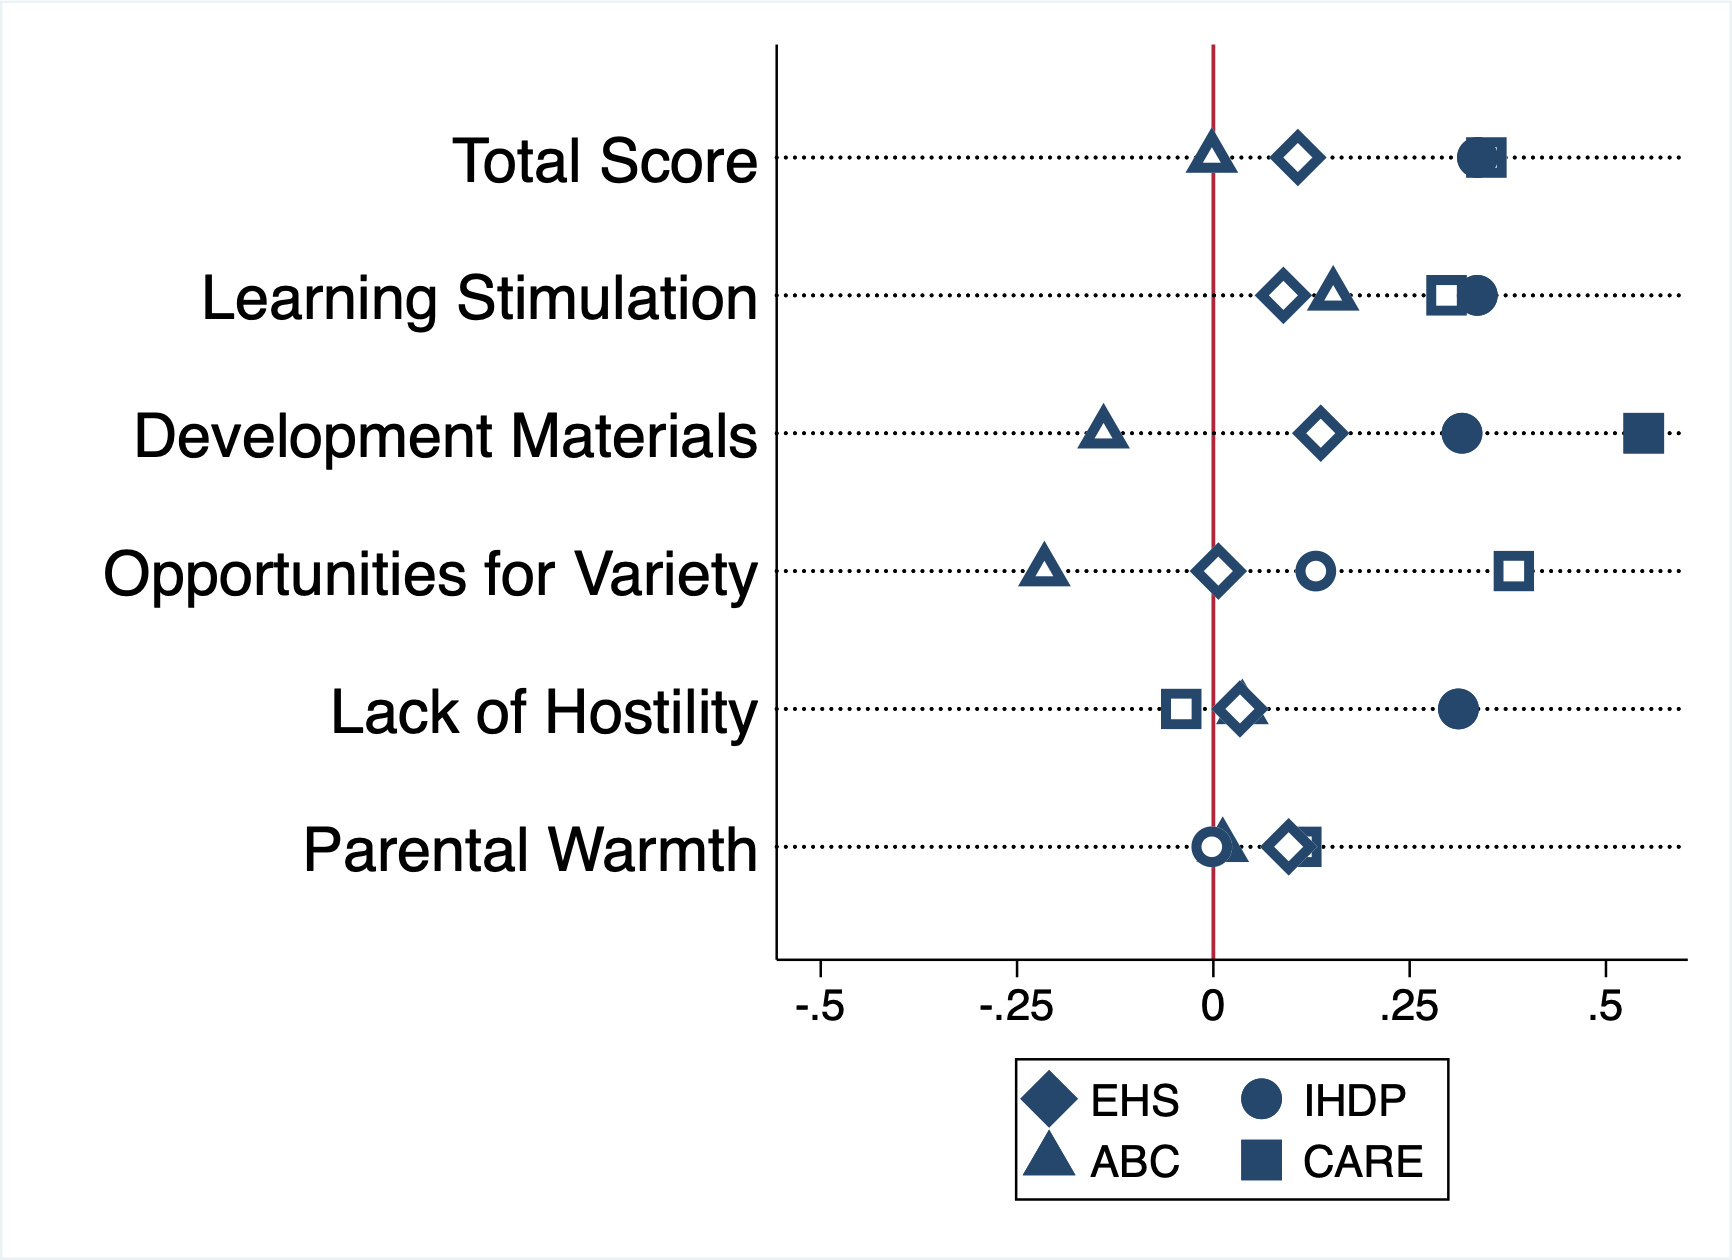 Total Score
Learning Stimulation
Development Materials
Opportunities for Variety
Lack of Hostility
Parental Warmth
-.5 -.25 0 .25 .5
EHS IHDP
ABC CARE